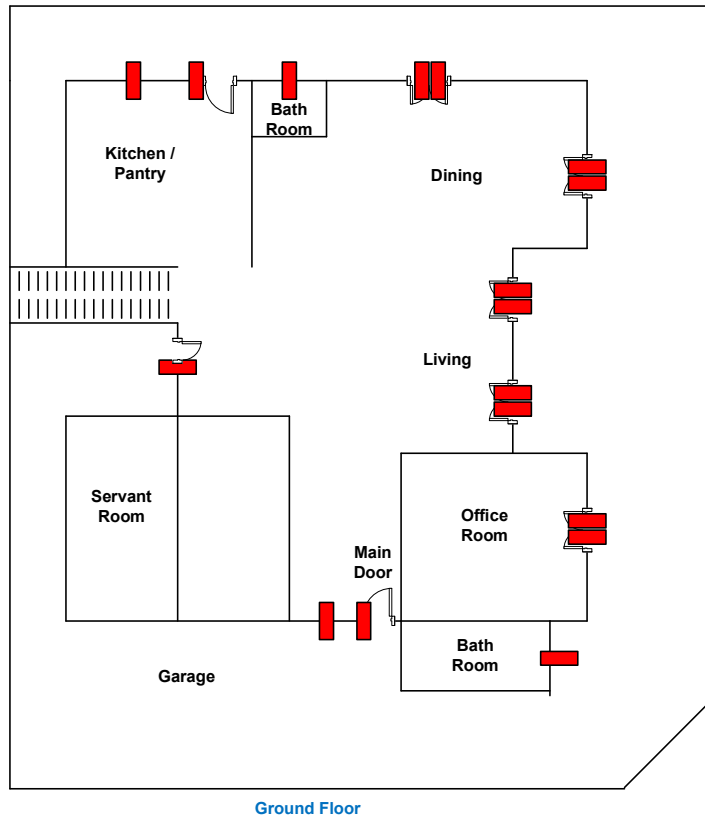 Bath
Room
Kitchen /
Pantry
Dining
Living
Servant
Room
Office
Room
Main
Door
Bath
Room
Garage
Ground Floor